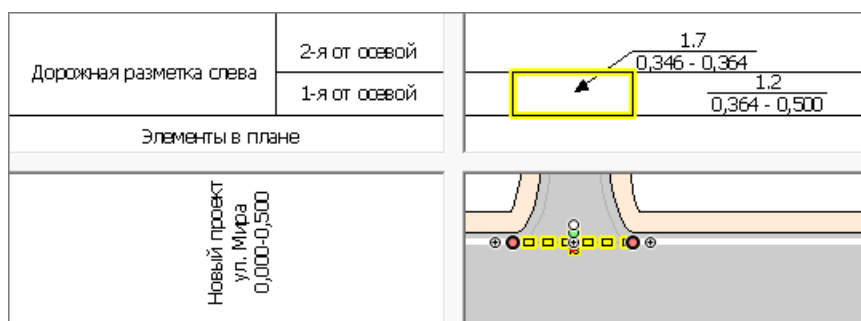 Дорожная разметка слева
2-я от осевой
1-я от осевой
1.7
0,346 - 0,364
1.2
0,364 - 0,500
Элементы в плане
Новый проект
ул. Мира
0,000-0,500